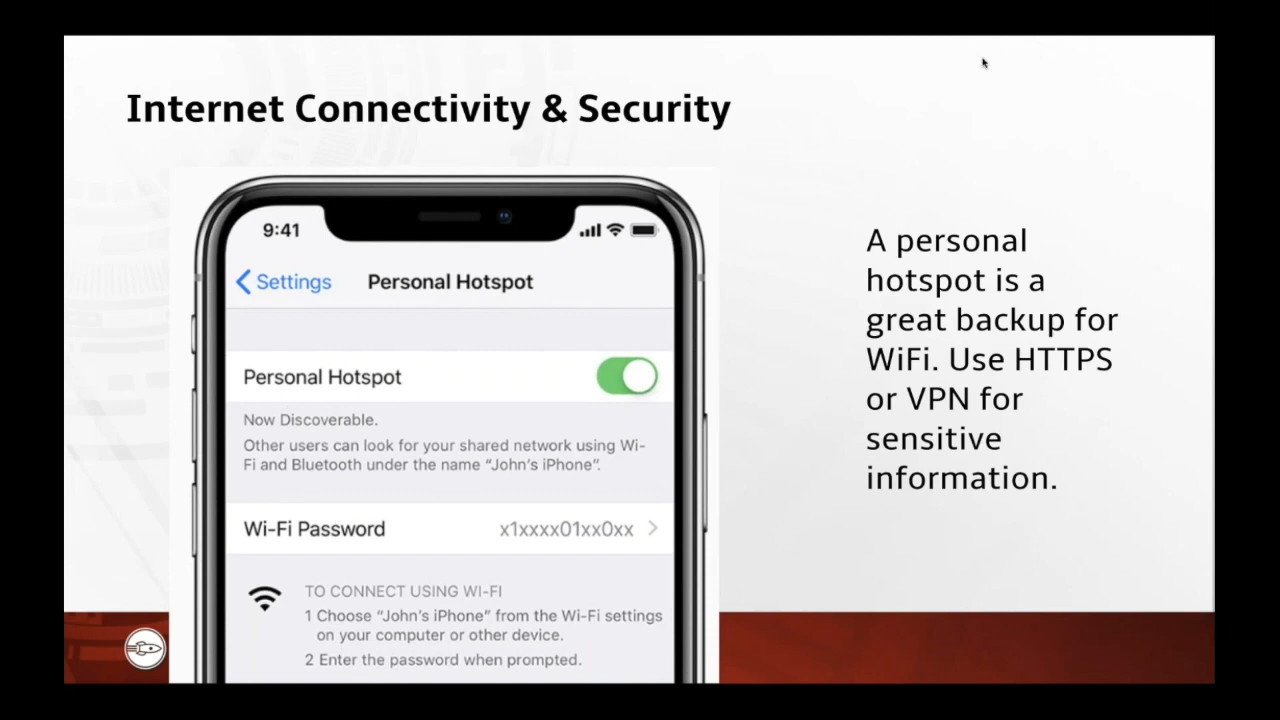 Internet Connectivity & Security
9:41
Settings
Personal Hotspot
Personal Hotspot
Now Discoverable.
Other users can look for your shared network using Wi-
Fi and Bluetooth under the name “John’s iPhone”.
Wi-Fi Password
x1xxxx01xx0xx
TO CONNECT USING WI-FI
1 Choose “John’s iPhone” from the Wi-Fi settings
on your computer or other device.
2 Enter the password when prompted.
A personal
hotspot is a
great backup for
WiFi. Use HTTPS
or VPN for
sensitive
information.